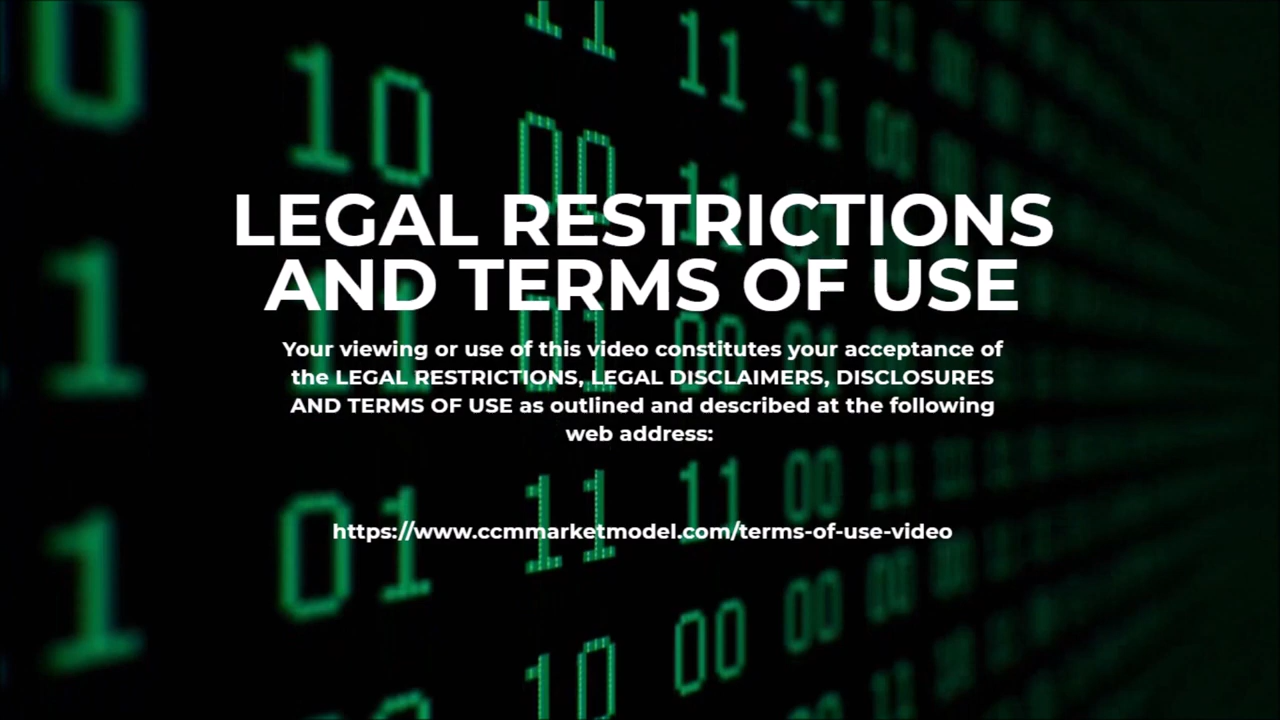 LEGAL RESTRICTIONS
AND TERMS OF USE
Your viewing or use of this video constitutes your acceptance of
the LEGAL RESTRICTIONS, LEGAL DISCLAIMERS, DISCLOSURES
AND TERMS OF USE as outlined and described at the following
web address:
https://www.ccmmarketmodel.com/terms-of-use-video